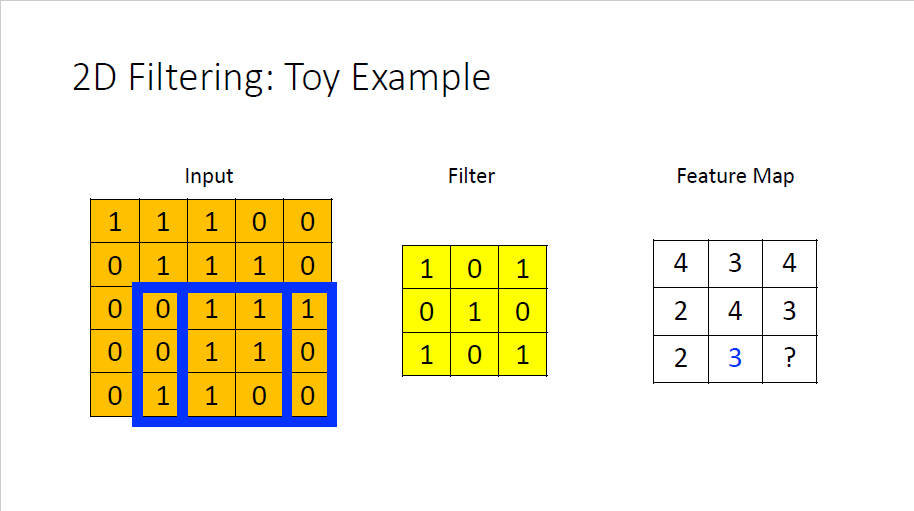 2D Filtering: Toy Example
Input
1 1 1 0 0
0 1 1 1 0
0 0 1 1 1
0 0 1 1 0
0 1 1 0 0
Filter
1 0 1
0 1 0
1 0 1
Feature Map
4 3 4
2 4 3
2 3 ?